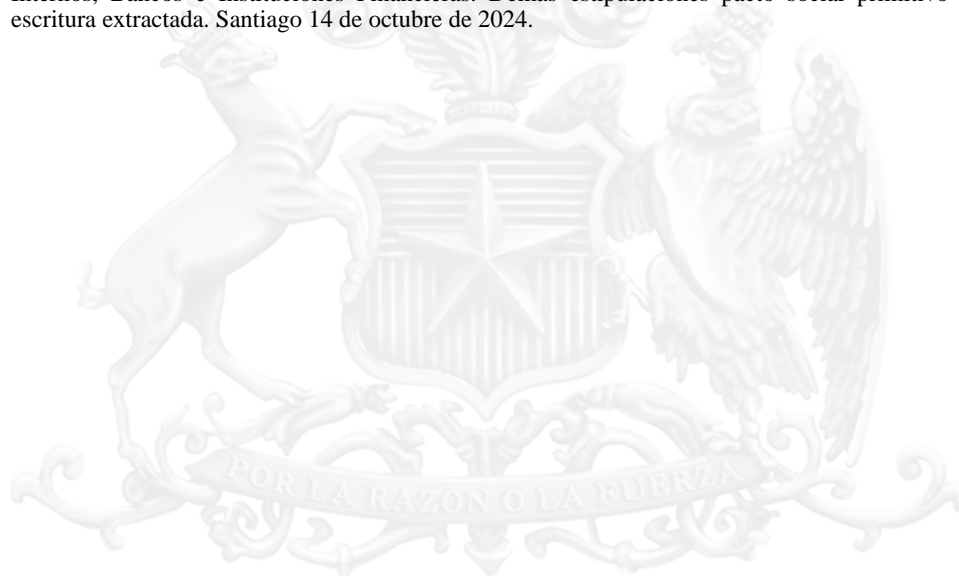 Internos, Bancos e Instituciones Financieras. Demás estipulaciones pacto social primitivo
escritura extractada. Santiago 14 de octubre de 2024.
POR LA RAZON O LA FUERZA